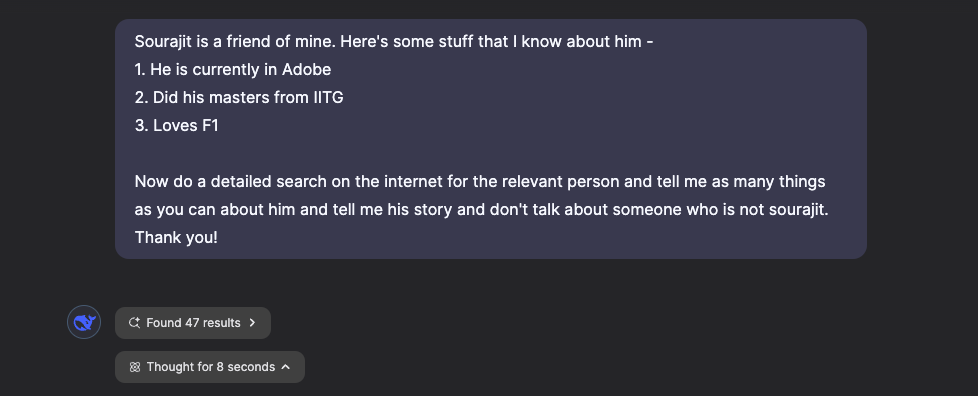 Sourajit is a friend of mine. Here's some stuff that I know about him -
1. He is currently in Adobe
2. Did his masters from IITG
3. Loves F1
Now do a detailed search on the internet for the relevant person and tell me as many things
as you can about him and tell me his story and don't talk about someone who is not sourajit.
Thank you!
Found 47 results
Thought for 8 seconds